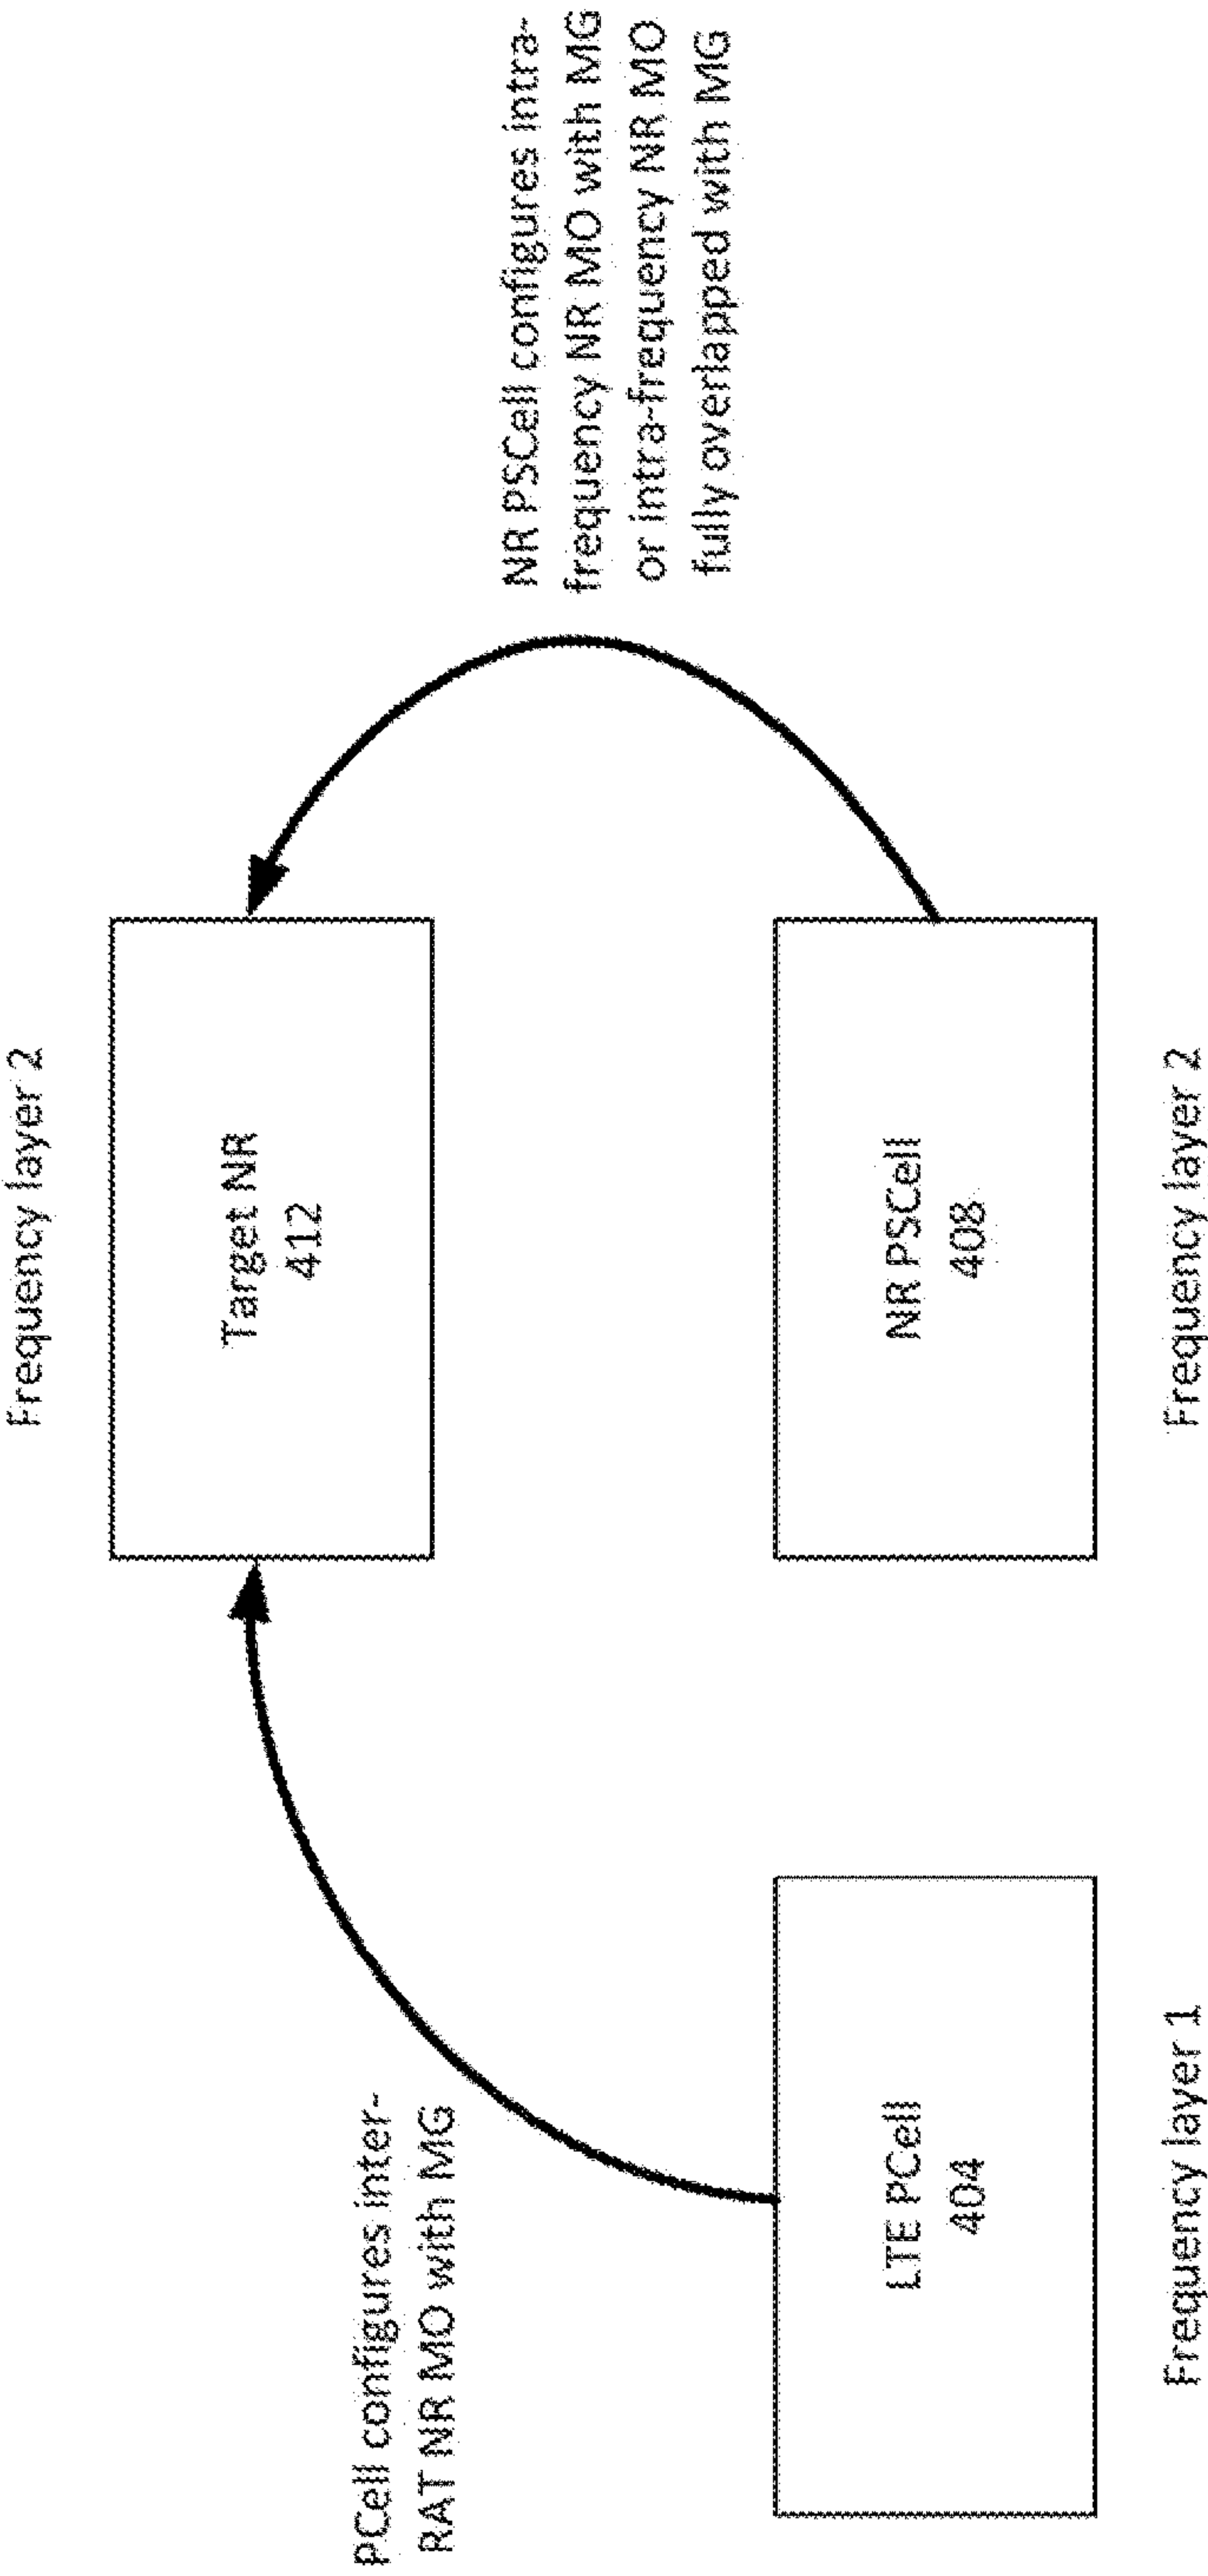 Frequency layer 2
Target NR
412
PCell configures inter-
RAT NR MO with MG
NR PSCell configures intra-
frequency NR MO with MG
or intra-frequency NR MO
fully overlapped with MG
LTE PCell
404
NR PSCell
408
Frequency layer 1
Frequency layer 2